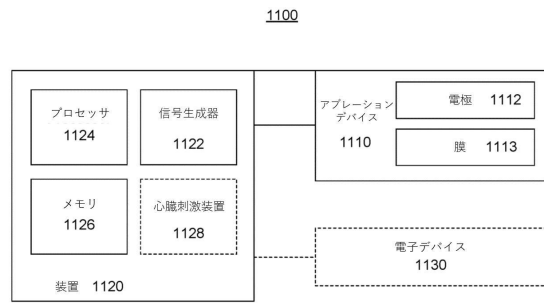 1100
プロセッサ
1124
信号生成器
1122
メモリ
1126
心臓刺激装置
1128
装置 1120
アブレーション
デバイス
1110
電極 1112
膜 1113
電子デバイス
1130